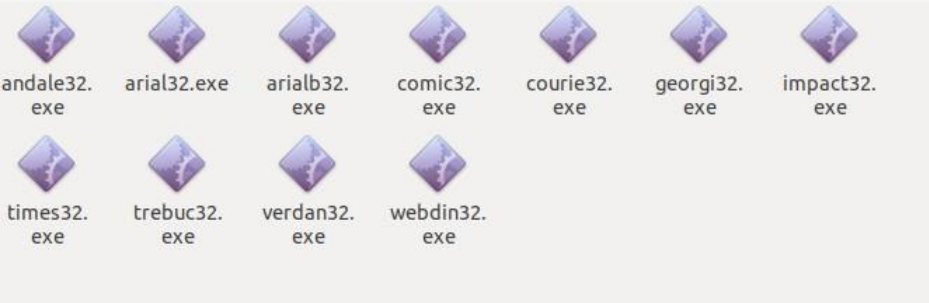 andale32.
exe
arial32.exe
arialb32.
exe
comic32.
exe
courie32.
exe
georgi32.
exe
impact32.
exe
times32.
exe
trebuc32.
exe
verdan32.
exe
webdin32.
exe